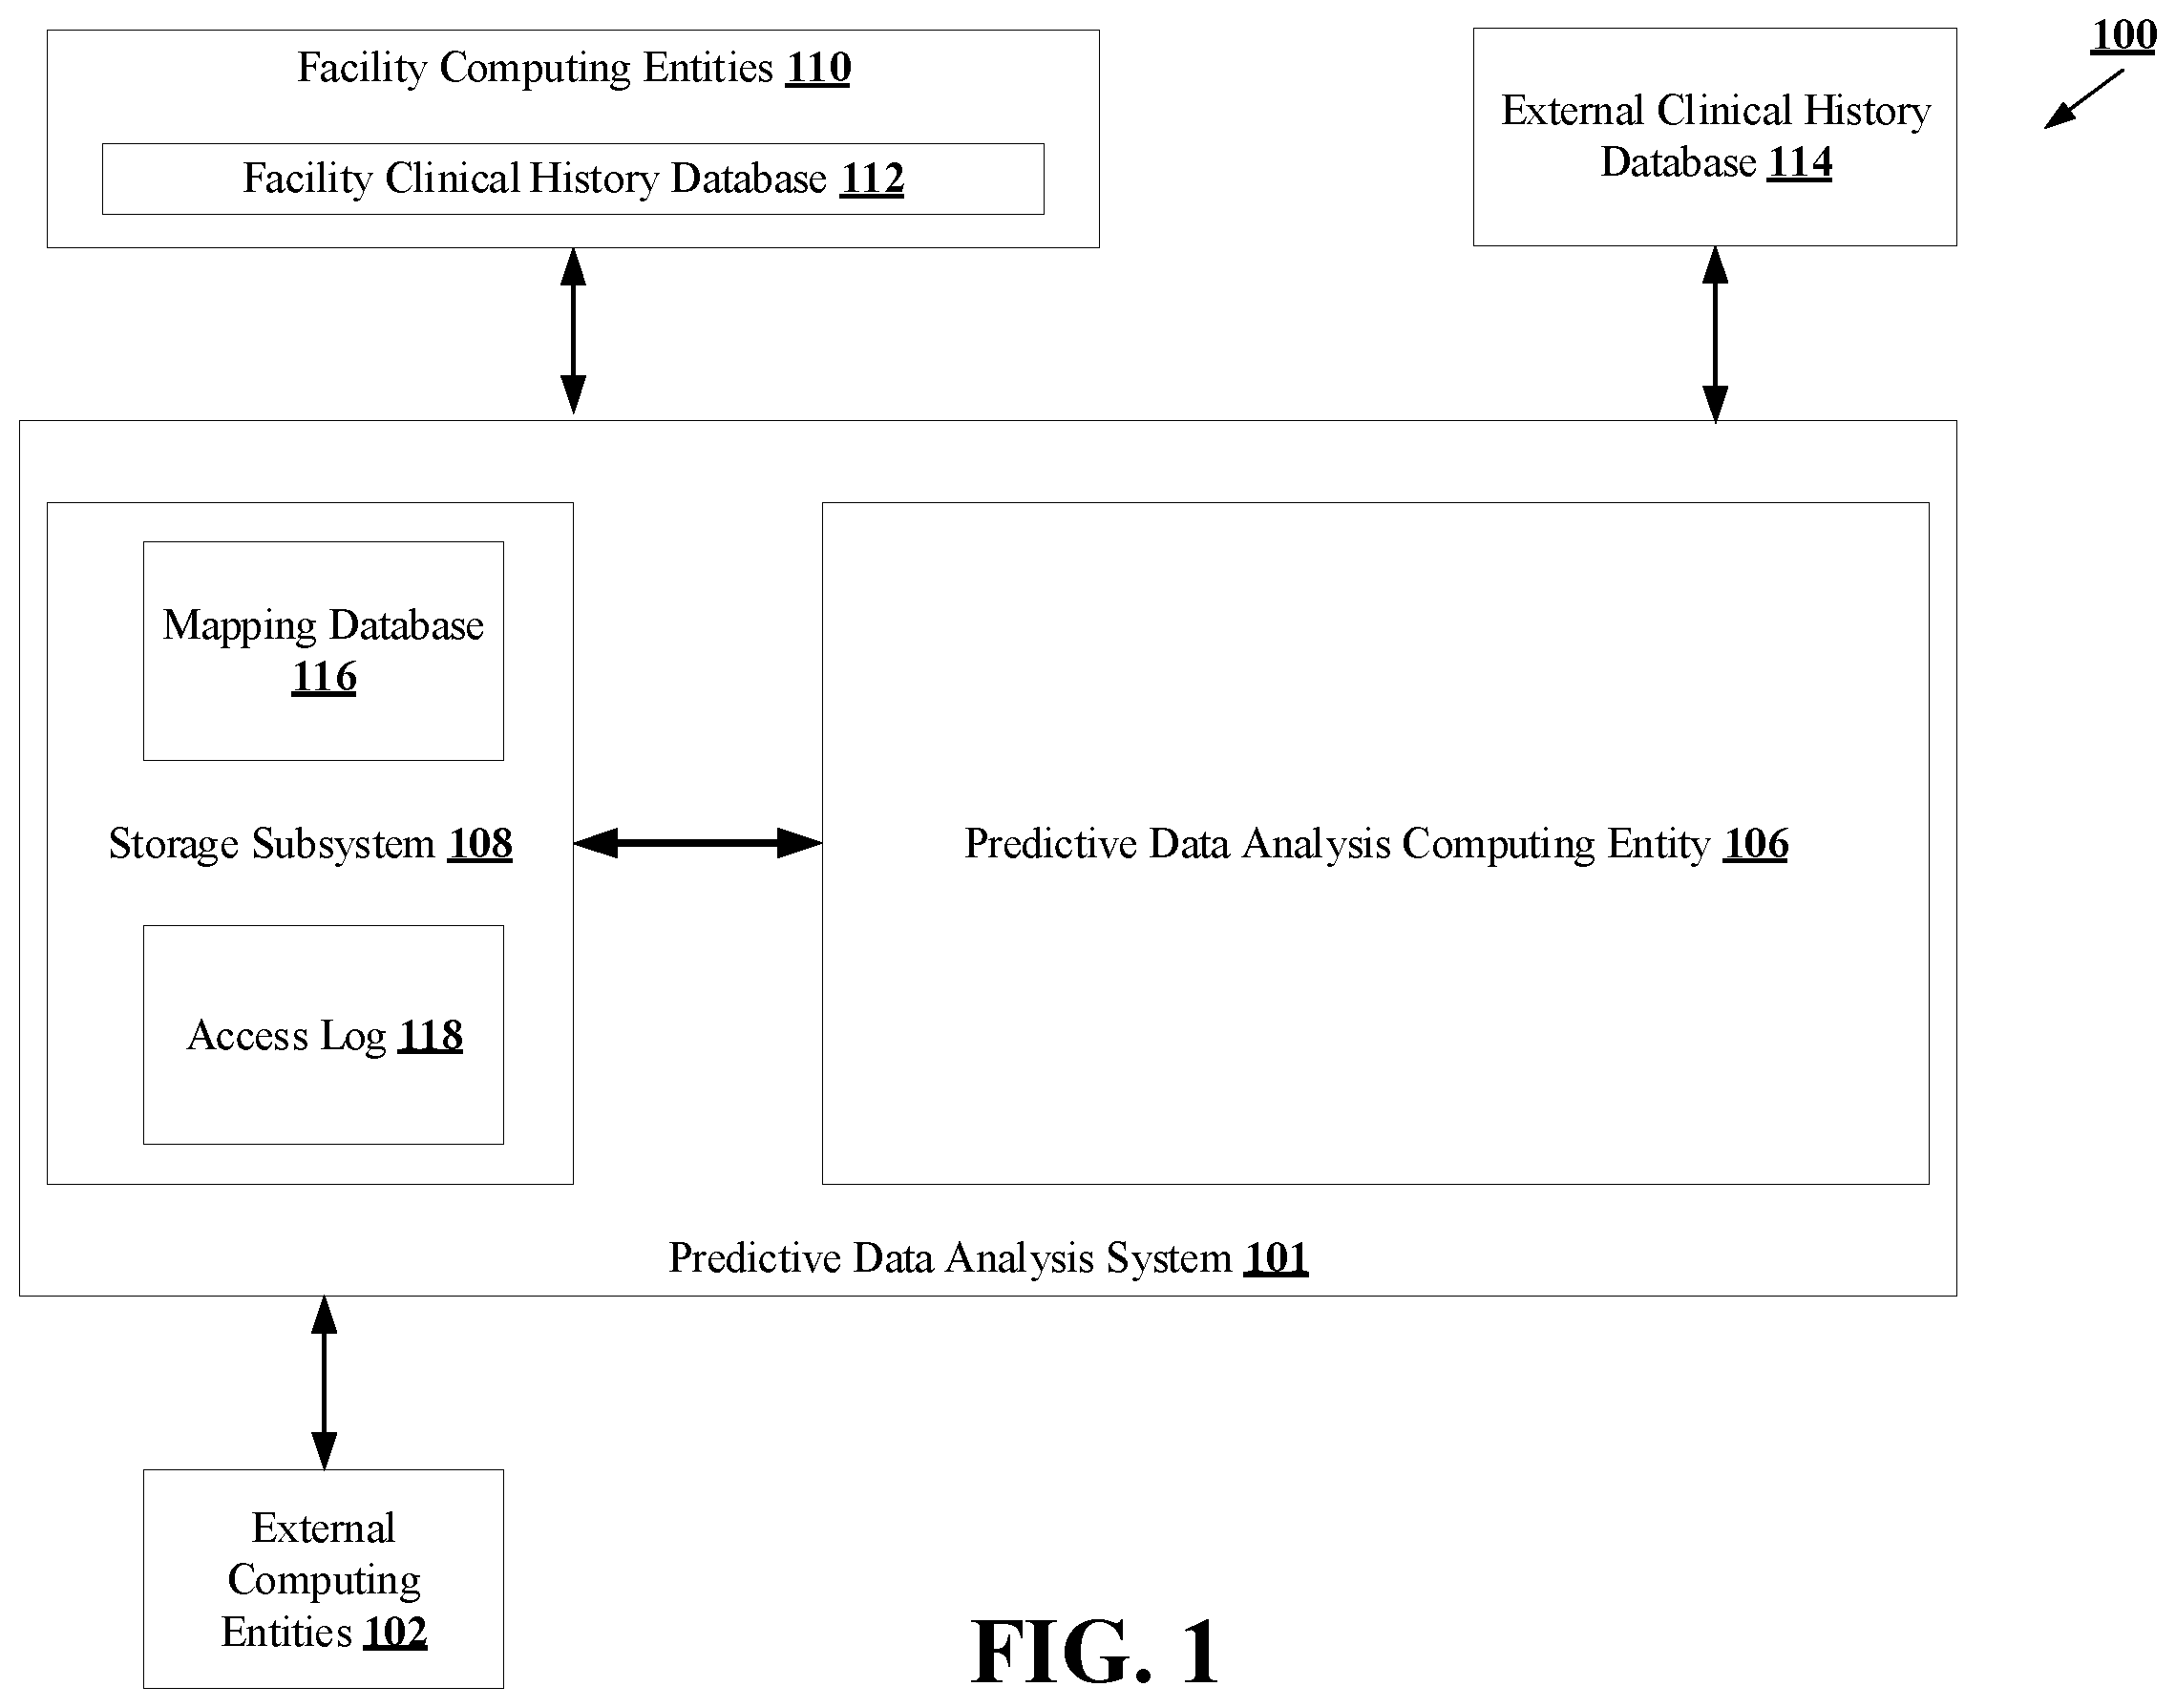 100
Facility Computing Entities 110
Facility Clinical History Database 112
External Clinical History
Database 114
Mapping Database
116
Storage Subsystem 108
Access Log 118
Predictive Data Analysis Computing Entity 106
Predictive Data Analysis System 101
External
Computing
Entities 102
FIG. 1